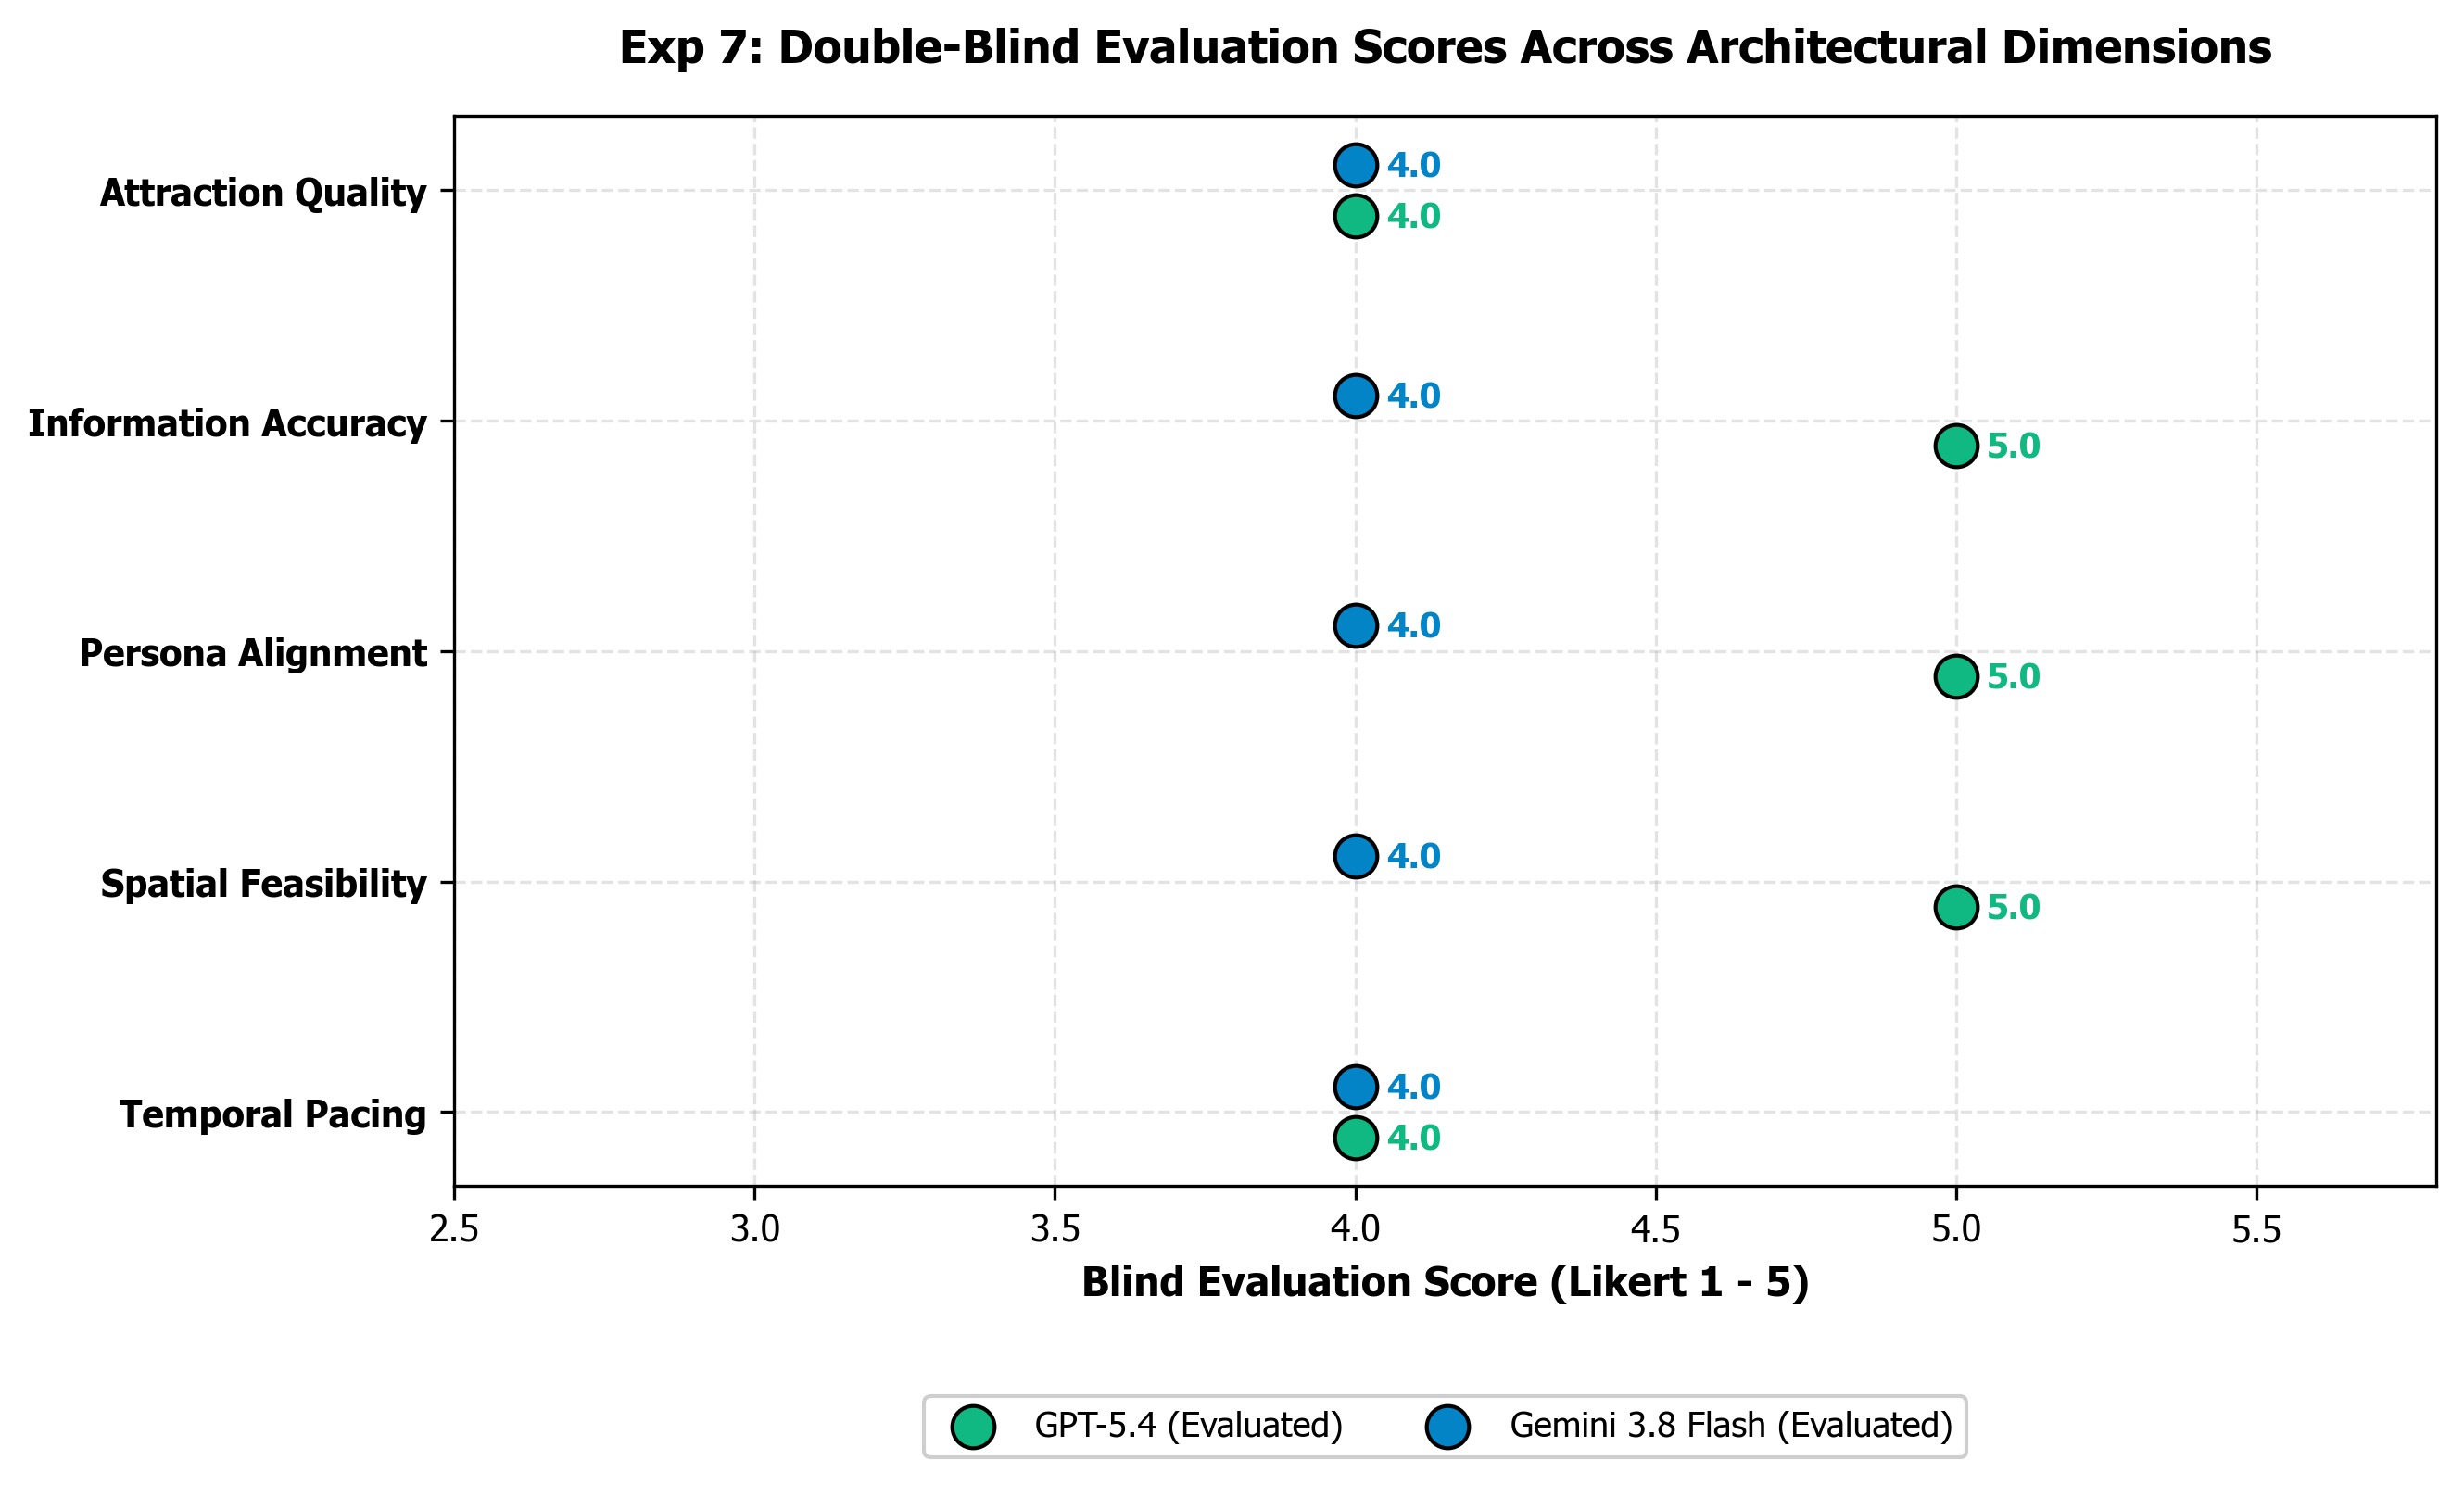 Exp 7: Double-Blind Evaluation Scores Across Architectural Dimensions
Attraction Quality
4.0
4.0
Information Accuracy
4.0
5.0
Persona Alignment
4.0
5.0
Spatial Feasibility
4.0
5.0
Temporal Pacing
4.0
4.0
2.5 3.0 3.5 4.0 4.5 5.0 5.5
Blind Evaluation Score (Likert 1 - 5)
GPT-5.4 (Evaluated) Gemini 3.8 Flash (Evaluated)